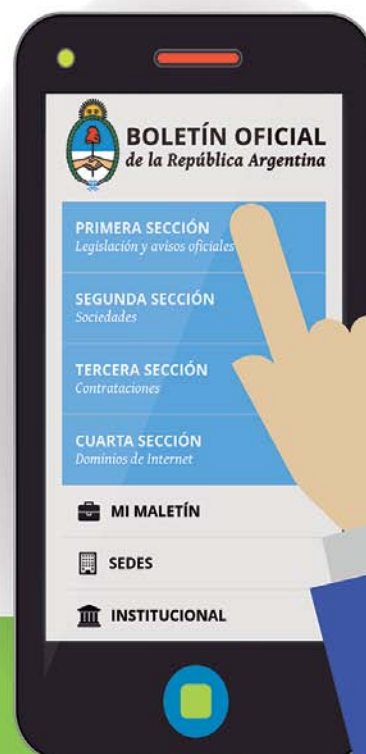 BOLETÍN OFICIAL
de la República Argentina
PRIMERA SECCIÓN
Legislación y avisos oficiales
SEGUNDA SECCIÓN
Sociedades
TERCERA SECCIÓN
Contrataciones
CUARTA SECCIÓN
Dominios de Internet
MI MALETÍN
SEDES
INSTITUCIONAL